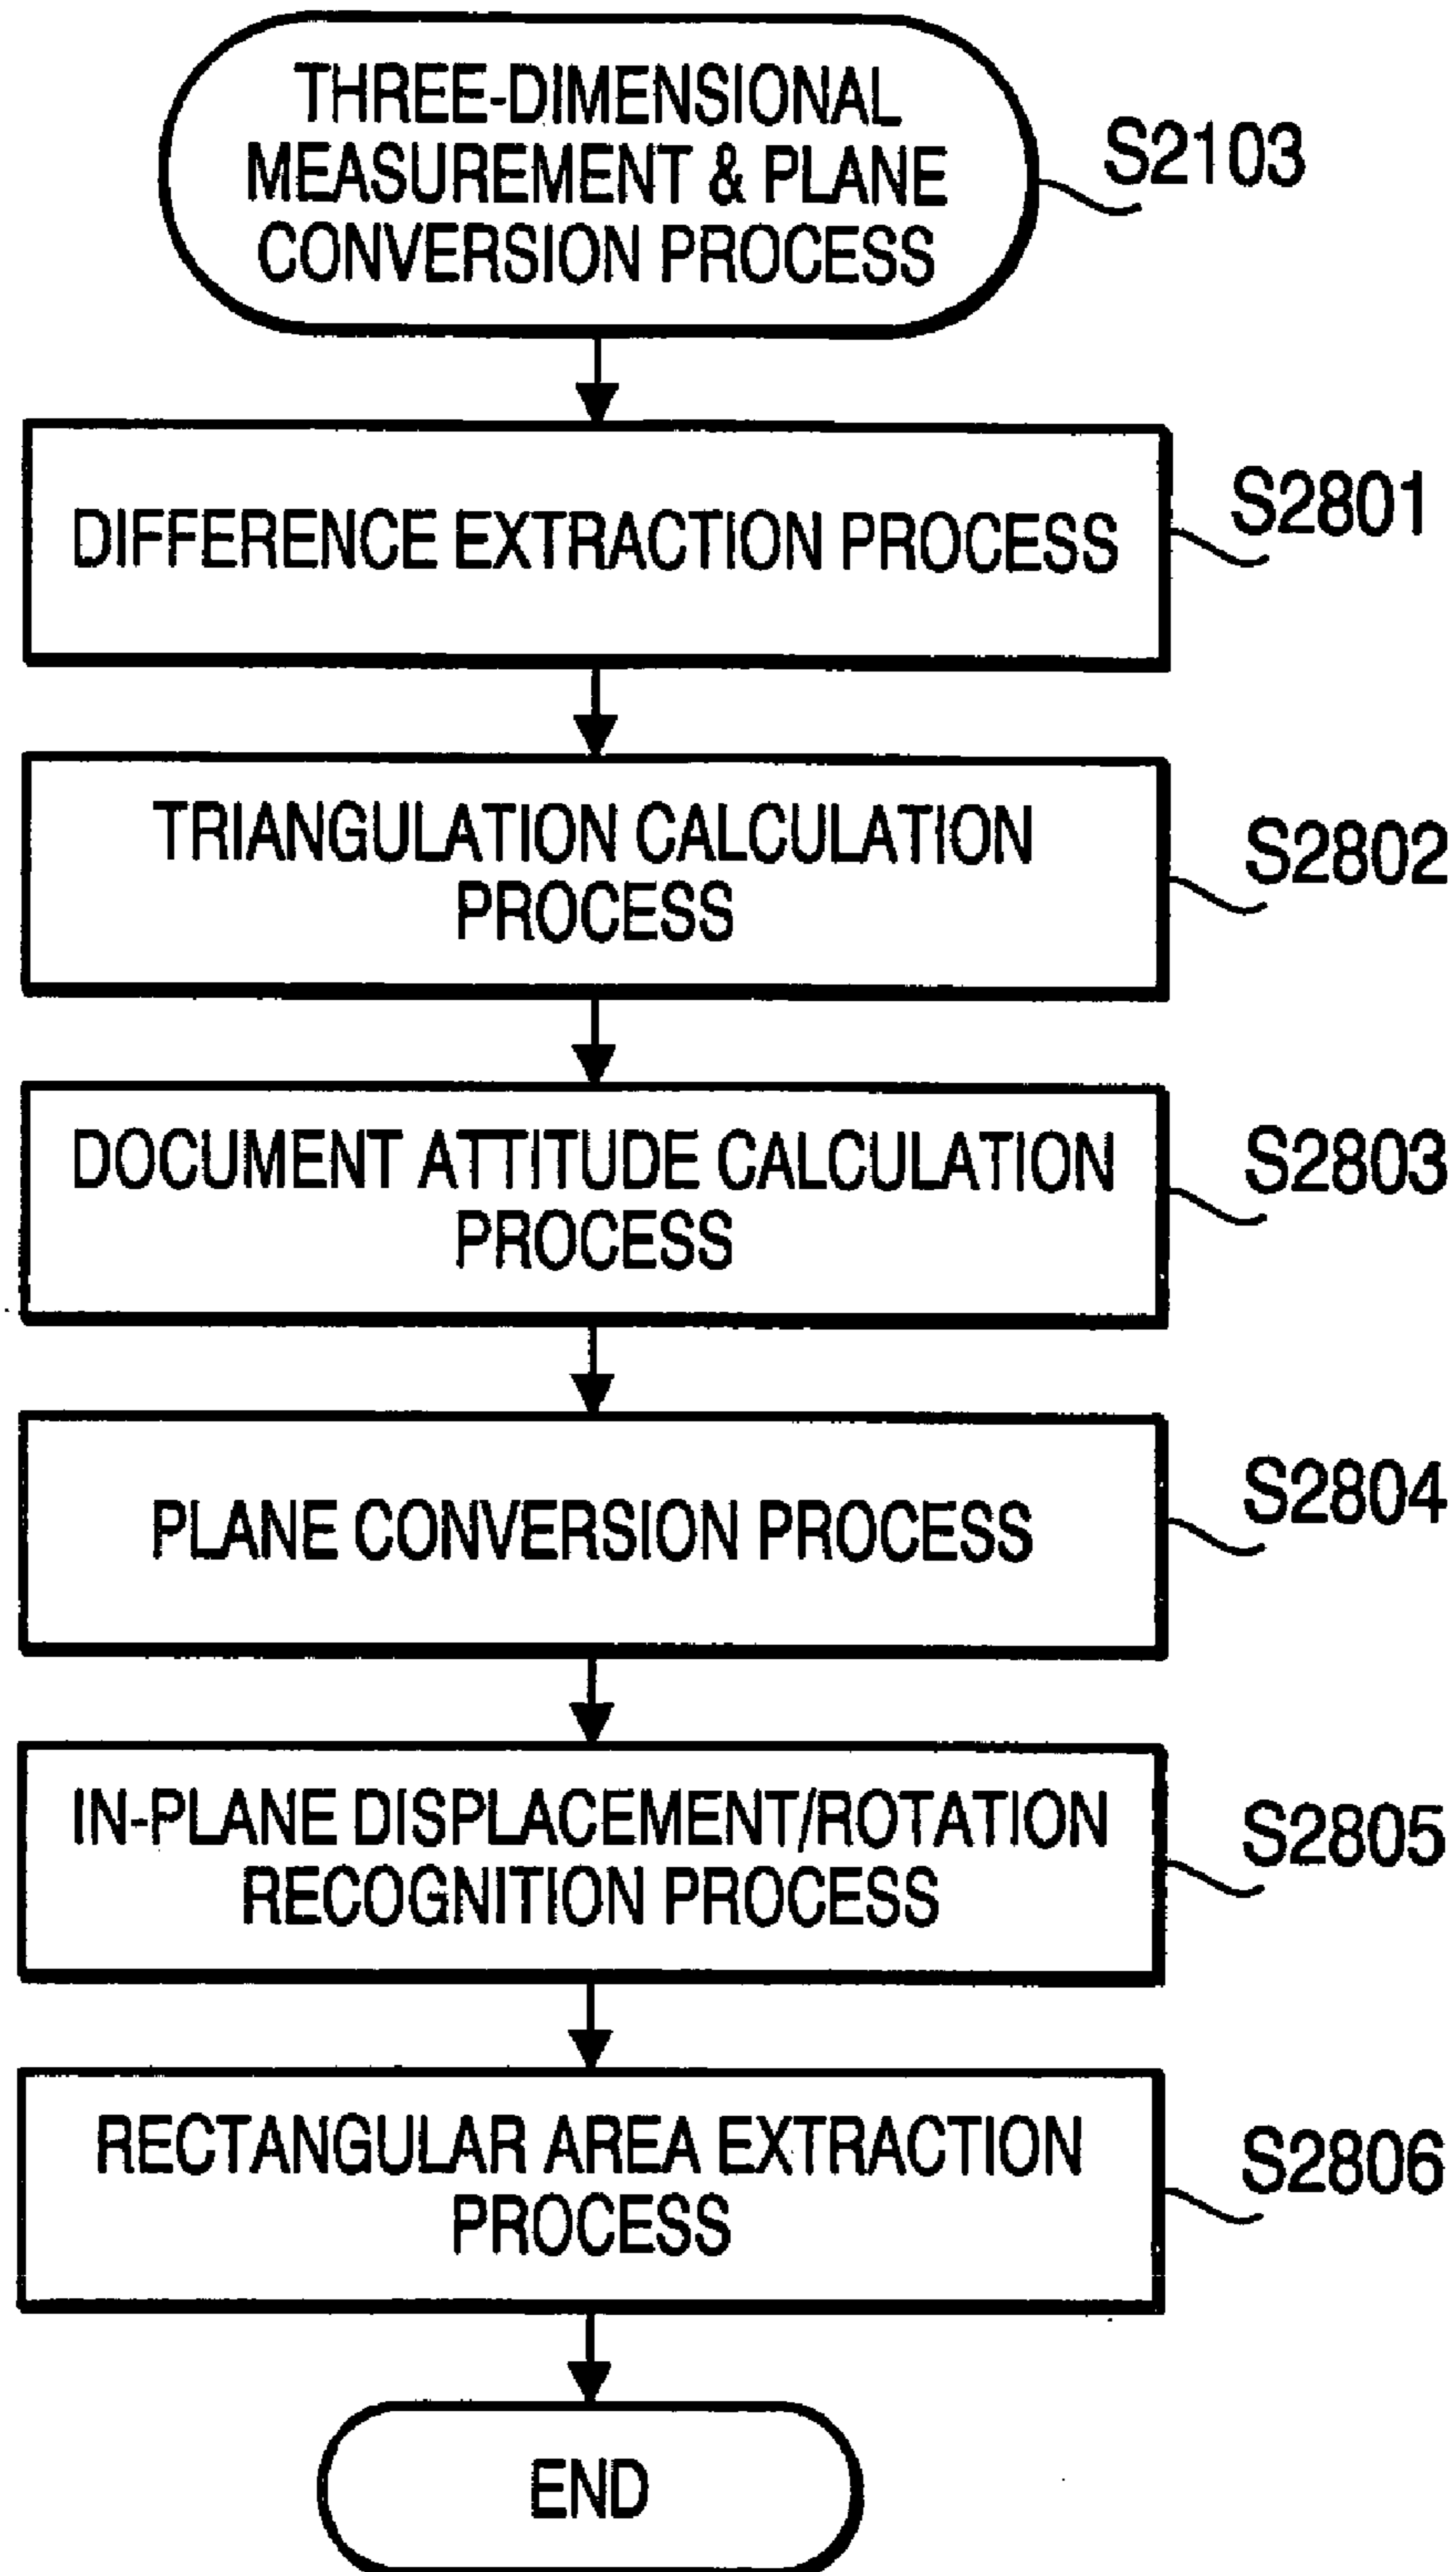 THREE-DIMENSIONAL
MEASUREMENT & PLANE
CONVERSION PROCESS
S2103
DIFFERENCE EXTRACTION PROCESS
S2801
TRIANGULATION CALCULATION
PROCESS
S2802
DOCUMENT ATTITUDE CALCULATION
PROCESS
S2803
PLANE CONVERSION PROCESS
S2804
IN-PLANE DISPLACEMENT/ROTATION
RECOGNITION PROCESS
S2805
RECTANGULAR AREA EXTRACTION
PROCESS
S2806
END